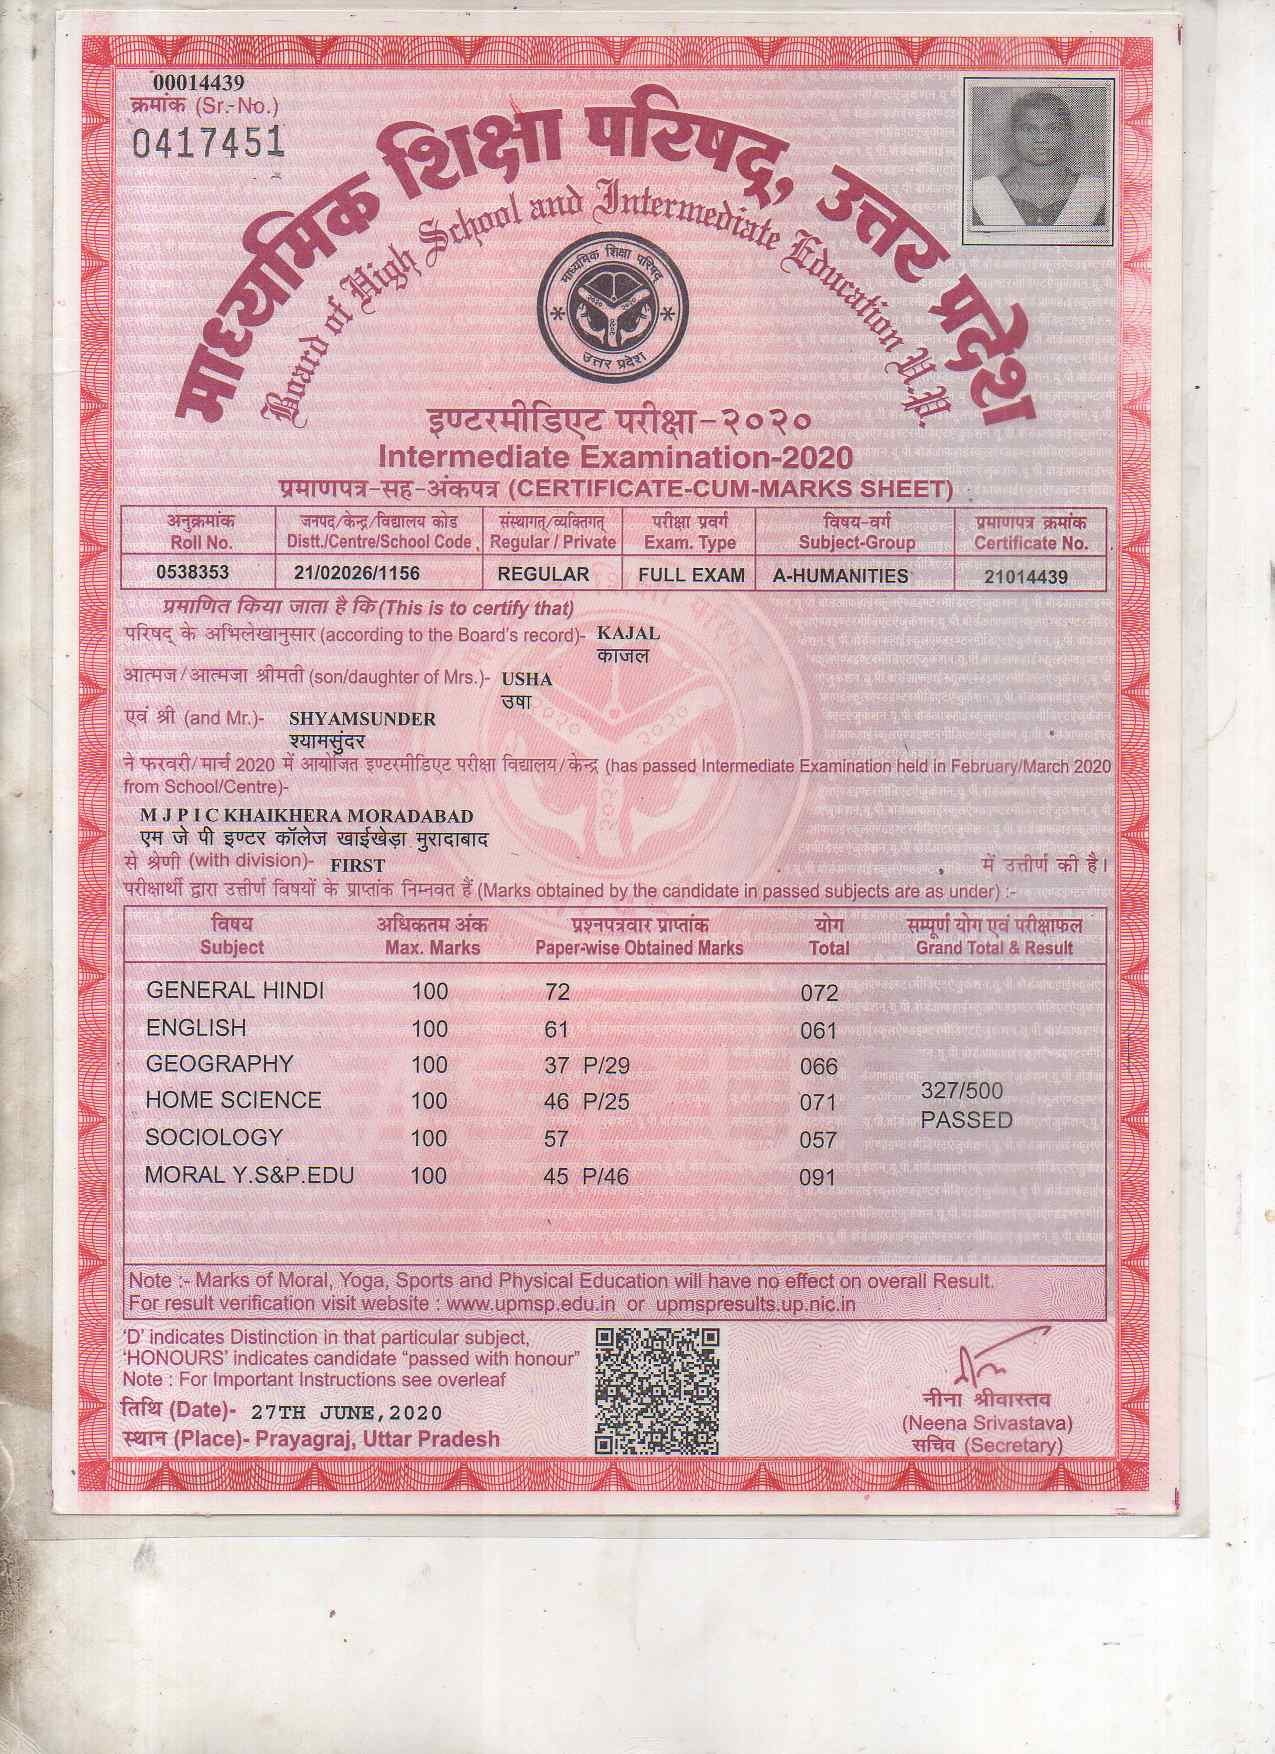 00014439
क्रमांक (Sr.-No.)
0417451
माध्यमिक शिक्षा परिषद्, उत्तर प्रदेश
Board of High School and Intermediate Education U.P.
माध्यमिक शिक्षा परिषद्
उत्तर प्रदेश
इण्टरमीडिएट परीक्षा-२०२०
Intermediate Examination-2020
प्रमाणपत्र-सह-अंकपत्र (CERTIFICATE-CUM-MARKS SHEET)
अनुक्रमांक जनपद/केन्द्र/विद्यालय कोड संस्थागत्/व्यक्तिगत् परीक्षा प्रवर्ग विषय-वर्ग प्रमाणपत्र क्रमांक
Roll No. Distt./Centre/School Code Regular / Private Exam. Type Subject-Group Certificate No.
0538353 21/02026/1156 REGULAR FULL EXAM A-HUMANITIES 21014439
प्रमाणित किया जाता है कि (This is to certify that)
परिषद् के अभिलेखानुसार (according to the Board's record)- KAJAL
काजल
आत्मज/आत्मजा श्रीमती (son/daughter of Mrs.)- USHA
उषा
एवं श्री (and Mr.)- SHYAMSUNDER
श्यामसुंदर
ने फरवरी/मार्च 2020 में आयोजित इण्टरमीडिएट परीक्षा विद्यालय/केन्द्र (has passed Intermediate Examination held in February/March 2020
from School/Centre)-
M J P I C KHAIKHERA MORADABAD
एम जे पी इण्टर कॉलेज खाईखेड़ा मुरादाबाद
से श्रेणी (with division)- FIRST में उत्तीर्ण की है।
परीक्षार्थी द्वारा उत्तीर्ण विषयों के प्राप्तांक निम्नवत हैं (Marks obtained by the candidate in passed subjects are as under) :-
विषय अधिकतम अंक प्रश्नपत्रवार प्राप्तांक योग सम्पूर्ण योग एवं परीक्षाफल
Subject Max. Marks Paper-wise Obtained Marks Total Grand Total & Result
GENERAL HINDI 100 72 072
ENGLISH 100 61 061
GEOGRAPHY 100 37 P/29 066
327/500
HOME SCIENCE 100 46 P/25 071
PASSED
SOCIOLOGY 100 57 057
MORAL Y.S&P.EDU 100 45 P/46 091
Note :- Marks of Moral, Yoga, Sports and Physical Education will have no effect on overall Result.
For result verification visit website : www.upmsp.edu.in or upmspresults.up.nic.in
'D' indicates Distinction in that particular subject,
'HONOURS' indicates candidate "passed with honour"
Note : For Important Instructions see overleaf
तिथि (Date)- 27TH JUNE,2020
स्थान (Place)- Prayagraj, Uttar Pradesh
नीना श्रीवास्तव
(Neena Srivastava)
सचिव (Secretary)